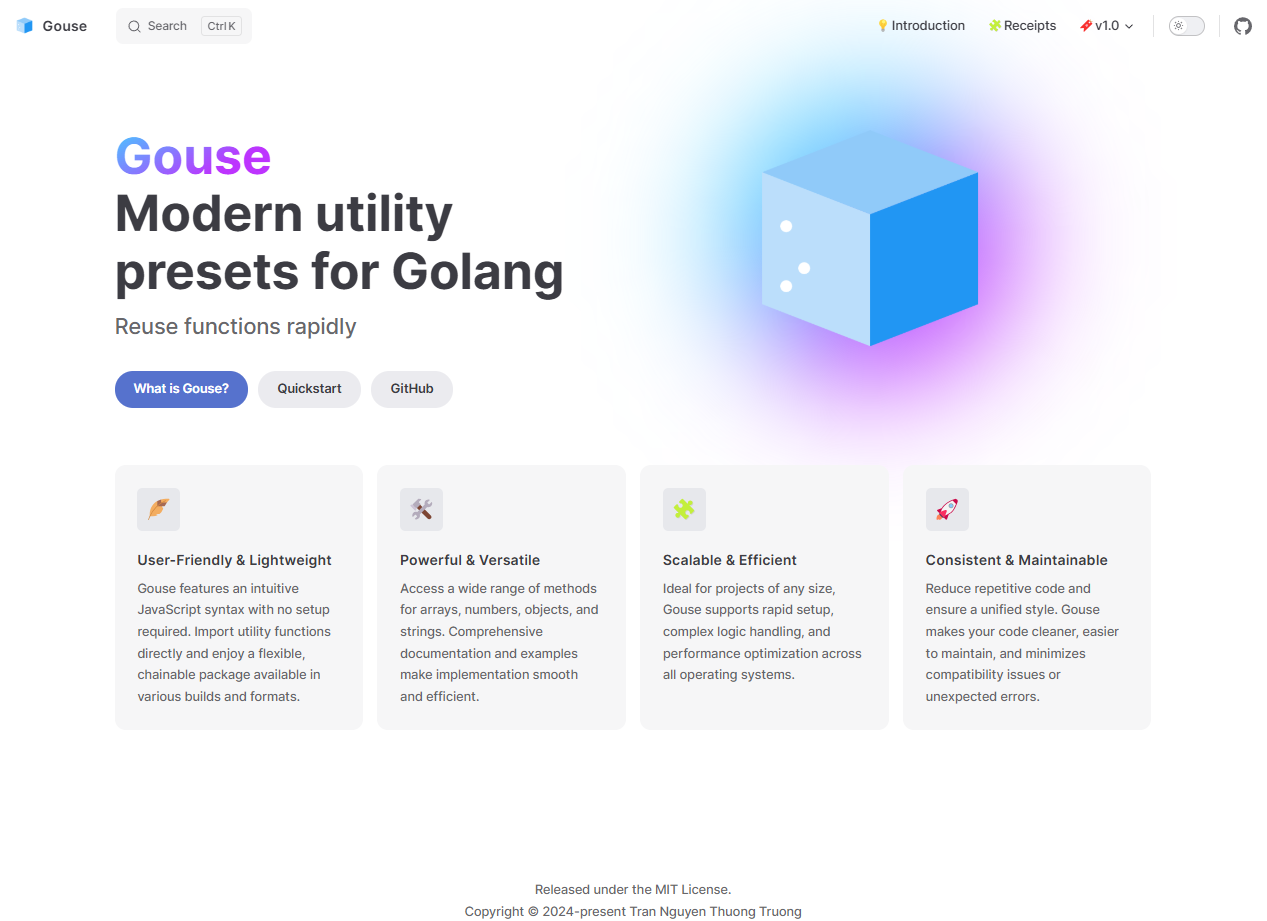 Gouse
Search Ctrl K
Introduction
Receipts
v1.0
Gouse
Modern utility
presets for Golang
Reuse functions rapidly
What is Gouse?
Quickstart
GitHub
User-Friendly & Lightweight
Gouse features an intuitive
JavaScript syntax with no setup
required. Import utility functions
directly and enjoy a flexible,
chainable package available in
various builds and formats.
Powerful & Versatile
Access a wide range of methods
for arrays, numbers, objects, and
strings. Comprehensive
documentation and examples
make implementation smooth
and efficient.
Scalable & Efficient
Ideal for projects of any size,
Gouse supports rapid setup,
complex logic handling, and
performance optimization across
all operating systems.
Consistent & Maintainable
Reduce repetitive code and
ensure a unified style. Gouse
makes your code cleaner, easier
to maintain, and minimizes
compatibility issues or
unexpected errors.
Released under the MIT License.
Copyright © 2024-present Tran Nguyen Thuong Truong